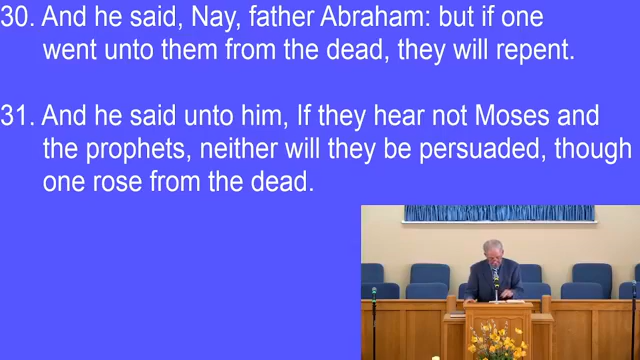 30. And he said, Nay, father Abraham: but if one
went unto them from the dead, they will repent.
31. And he said unto him, If they hear not Moses and
the prophets, neither will they be persuaded, though
one rose from the dead.